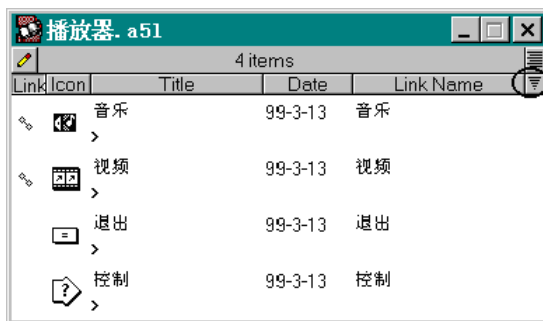 播放器. a51
4 items
Link Icon Title Date Link Name
音乐 99-3-13 音乐
>
视频 99-3-13 视频
>
退出 99-3-13 退出
=
>
控制 99-3-13 控制
?
>